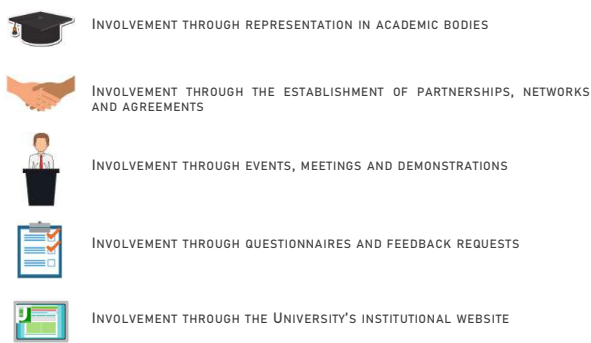 Involvement through representation in academic bodies
Involvement through the establishment of partnerships, networks
and agreements
Involvement through events, meetings and demonstrations
Involvement through questionnaires and feedback requests
Involvement through the University's institutional website